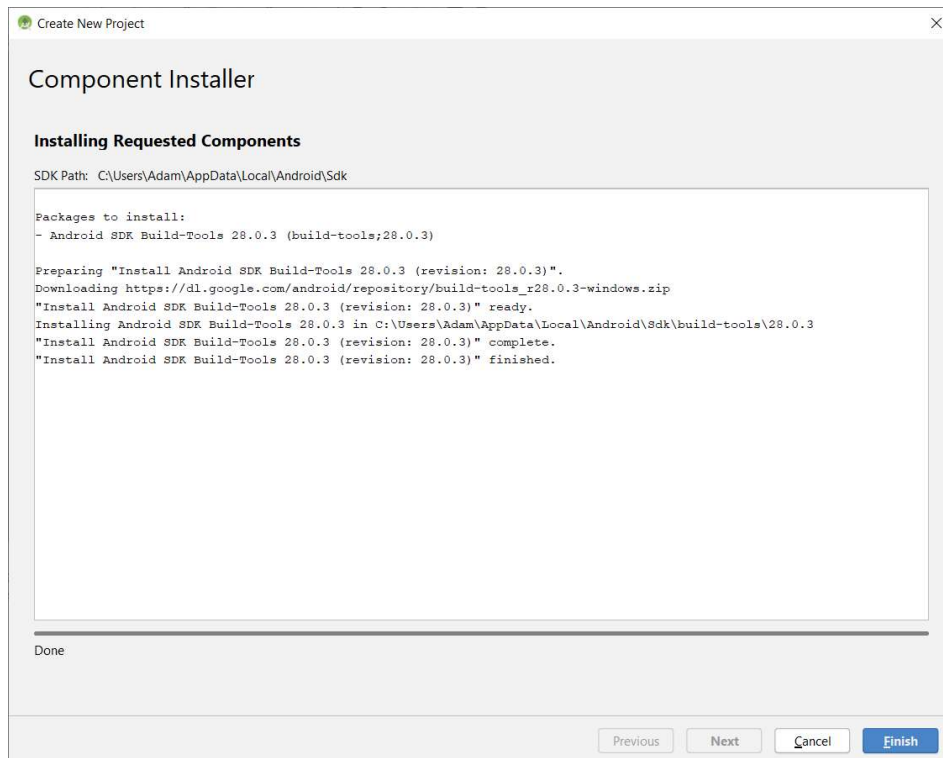 Create New Project
Component Installer
Installing Requested Components
SDK Path: C:\Users\Adam\AppData\Local\Android\Sdk
Packages to install:
- Android SDK Build-Tools 28.0.3 (build-tools;28.0.3)
Preparing "Install Android SDK Build-Tools 28.0.3 (revision: 28.0.3)".
Downloading https://dl.google.com/android/repository/build-tools_r28.0.3-windows.zip
"Install Android SDK Build-Tools 28.0.3 (revision: 28.0.3)" ready.
Installing Android SDK Build-Tools 28.0.3 in C:\Users\Adam\AppData\Local\Android\Sdk\build-tools\28.0.3
"Install Android SDK Build-Tools 28.0.3 (revision: 28.0.3)" complete.
"Install Android SDK Build-Tools 28.0.3 (revision: 28.0.3)" finished.
Done
Previous Next Cancel Finish